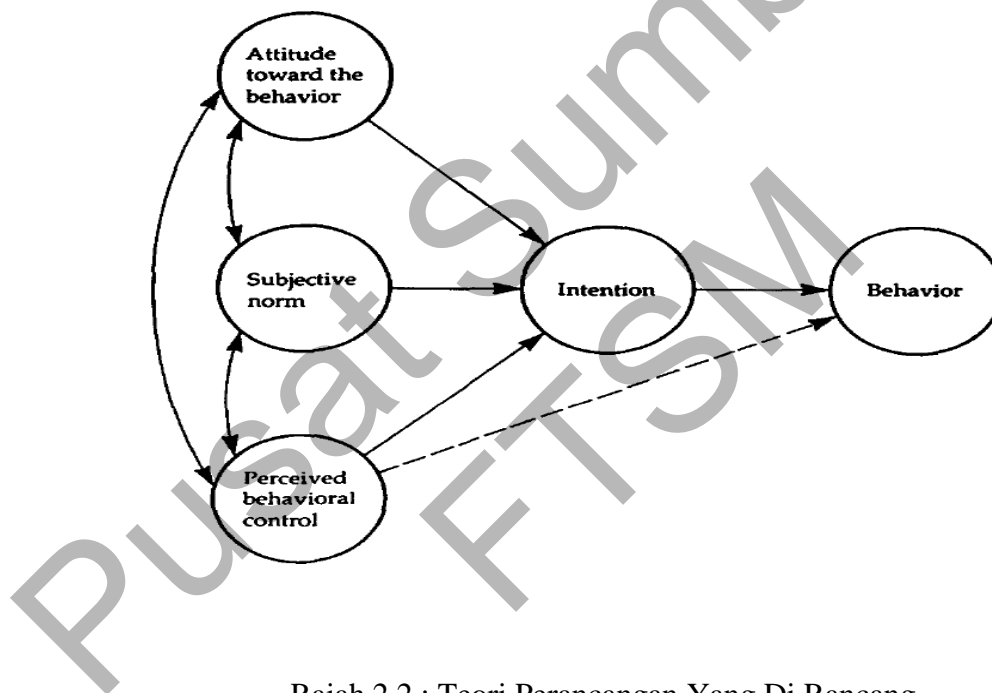 Attitude
toward the
behavior
Subjective
norm
Intention
Behavior
Perceived
behavioral
control
Pusat Sumb
FTSM
Rajah 2.2 : Teori Perancangan Yang Di Rancang